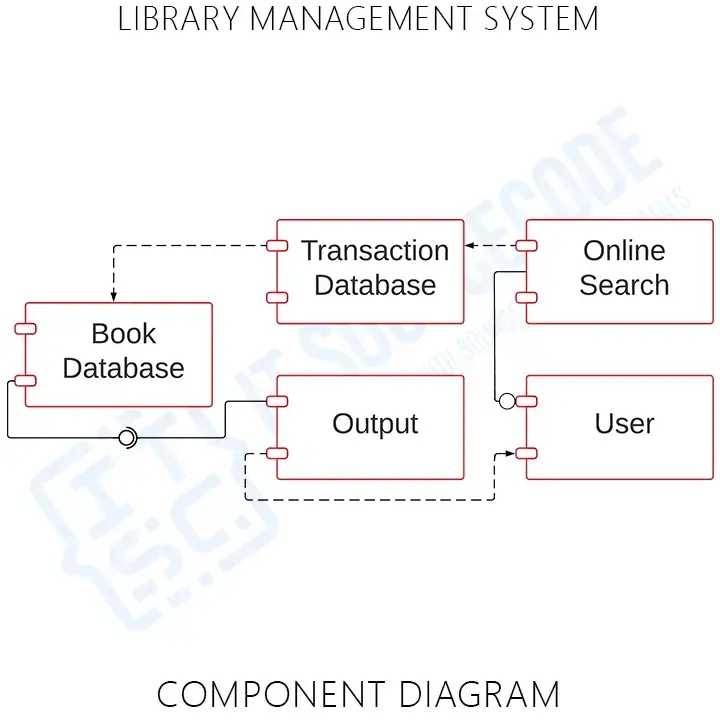 LIBRARY MANAGEMENT SYSTEM
Transaction
Database
Online
Search
Book
Database
Output
User
COMPONENT DIAGRAM